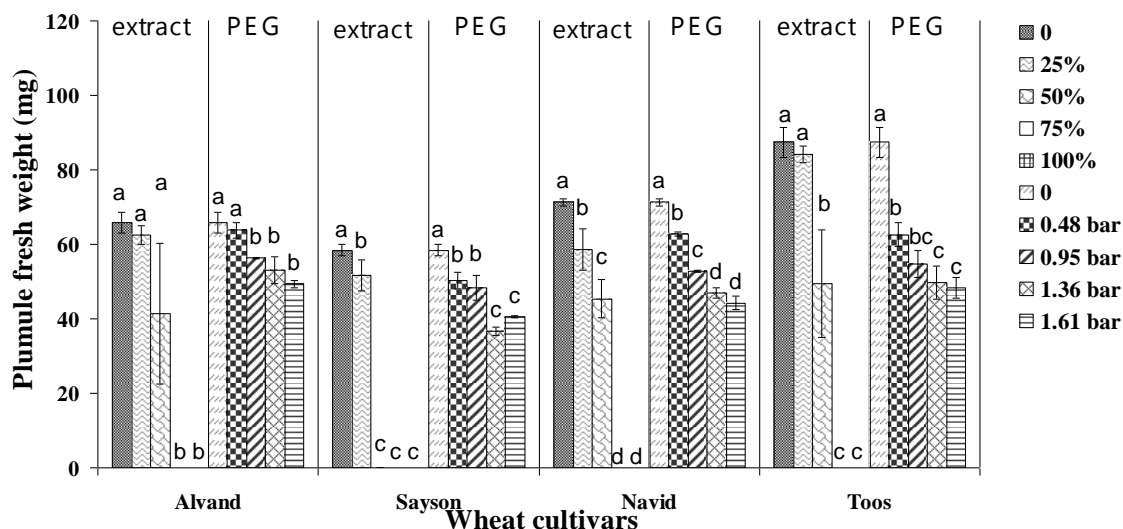 extract PEG extract PEG extract PEG extract PEG
120
100
80
60
40
20
0
Plumule fresh weight (mg)
a a a b b a a b b b
a b c c c a b b c c
a b c d d a b c d d
a a b c c a b bc c c
Alvand Sayson Navid Toos
Wheat cultivars
0
25%
50%
75%
100%
0
0.48 bar
0.95 bar
1.36 bar
1.61 bar